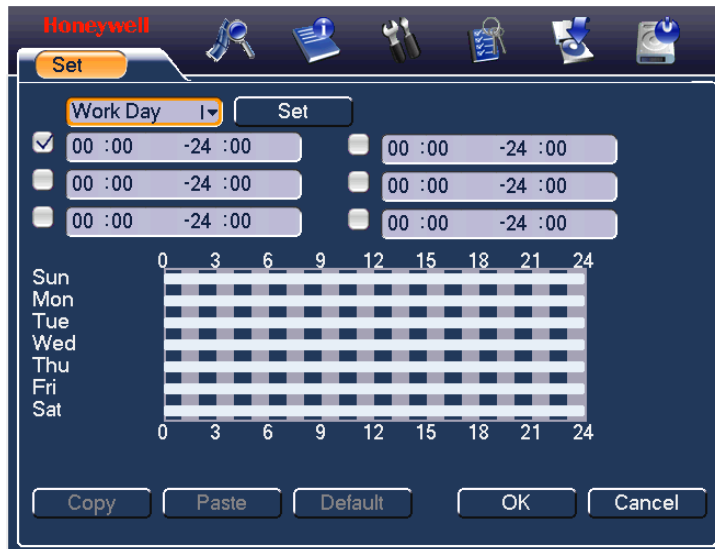 Honeywell
Set
Work Day Set
00 :00 -24 :00 00 :00 -24 :00
00 :00 -24 :00 00 :00 -24 :00
00 :00 -24 :00 00 :00 -24 :00
0 3 6 9 12 15 18 21 24
Sun
Mon
Tue
Wed
Thu
Fri
Sat
0 3 6 9 12 15 18 21 24
Copy Paste Default OK Cancel